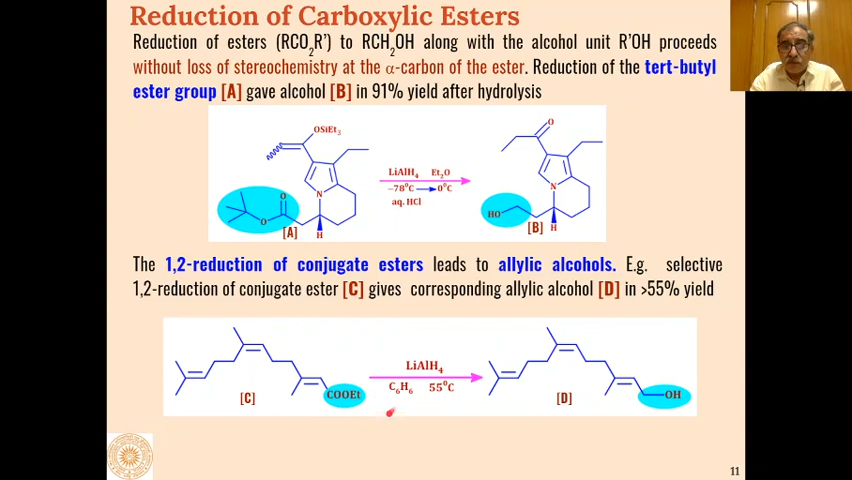 Reduction of Carboxylic Esters
Reduction of esters (RCO2R’) to RCH2OH along with the alcohol unit R’OH proceeds
without loss of stereochemistry at the α-carbon of the ester. Reduction of the tert-butyl
ester group [A] gave alcohol [B] in 91% yield after hydrolysis
OSiEt3
O
O
N
H
[A]
LiAlH4 Et2O
−78⁰C 0⁰C
aq. HCl
O
N
HO
H
[B]
The 1,2-reduction of conjugate esters leads to allylic alcohols. E.g. selective
1,2-reduction of conjugate ester [C] gives corresponding allylic alcohol [D] in >55% yield
[C]
COOEt
LiAlH4
C6H6 55⁰C
[D]
OH
11